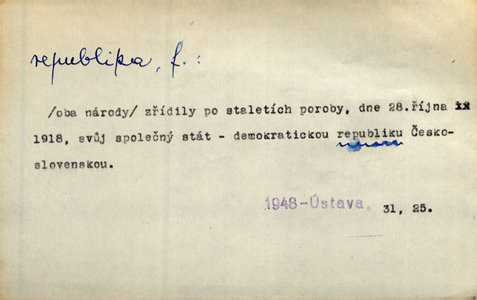 republika, f.:
/oba národy/ zřídily po staletích poroby, dne 28.října
1918, svůj společný stát - demokratickou republiku Česko-
slovenskou.
1948-Ústava. 31, 25.